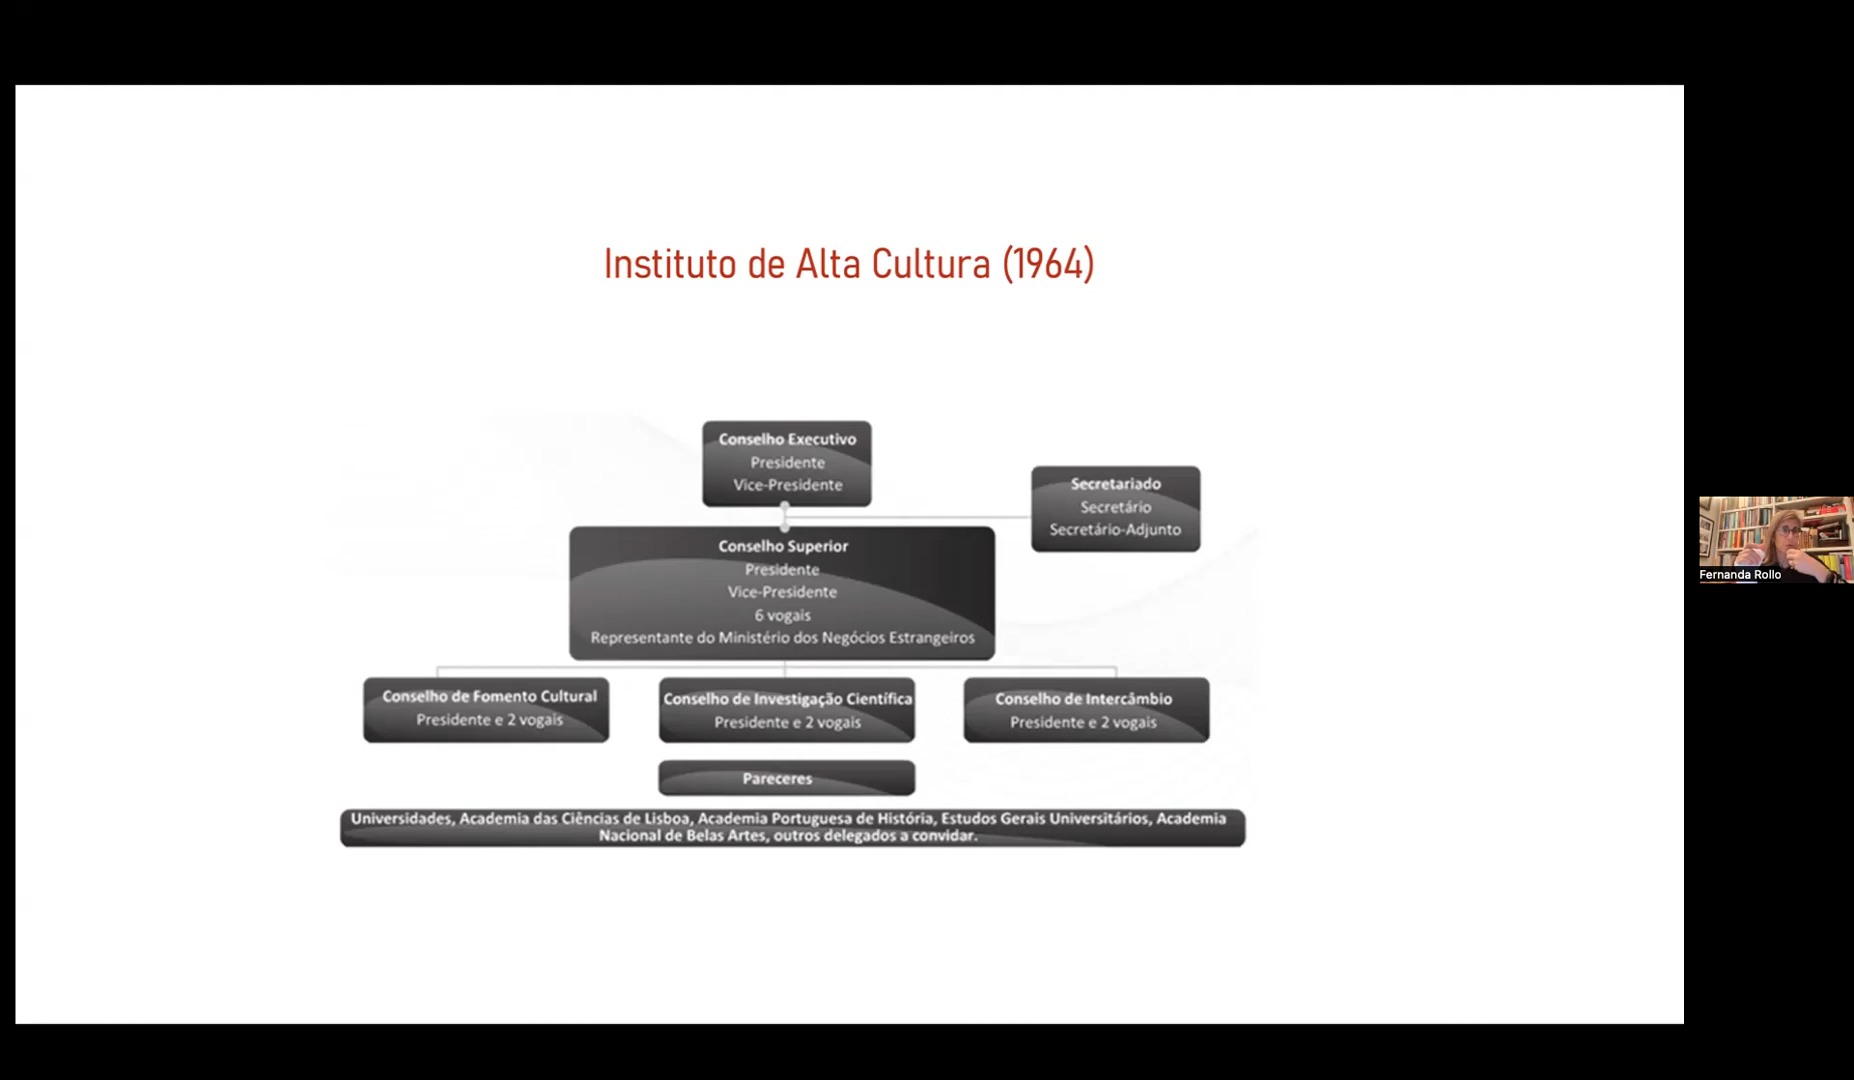 Instituto de Alta Cultura (1964)
Conselho Executivo
Presidente
Vice-Presidente
Secretariado
Secretário
Secretário-Adjunto
Conselho Superior
Presidente
Vice-Presidente
6 vogais
Representante do Ministério dos Negócios Estrangeiros
Conselho de Fomento Cultural
Presidente e 2 vogais
Conselho de Investigação Científica
Presidente e 2 vogais
Conselho de Intercâmbio
Presidente e 2 vogais
Pareceres
Universidades, Academia das Ciências de Lisboa, Academia Portuguesa de História, Estudos Gerais Universitários, Academia
Nacional de Belas Artes, outros delegados a convidar.
Fernanda Rollo